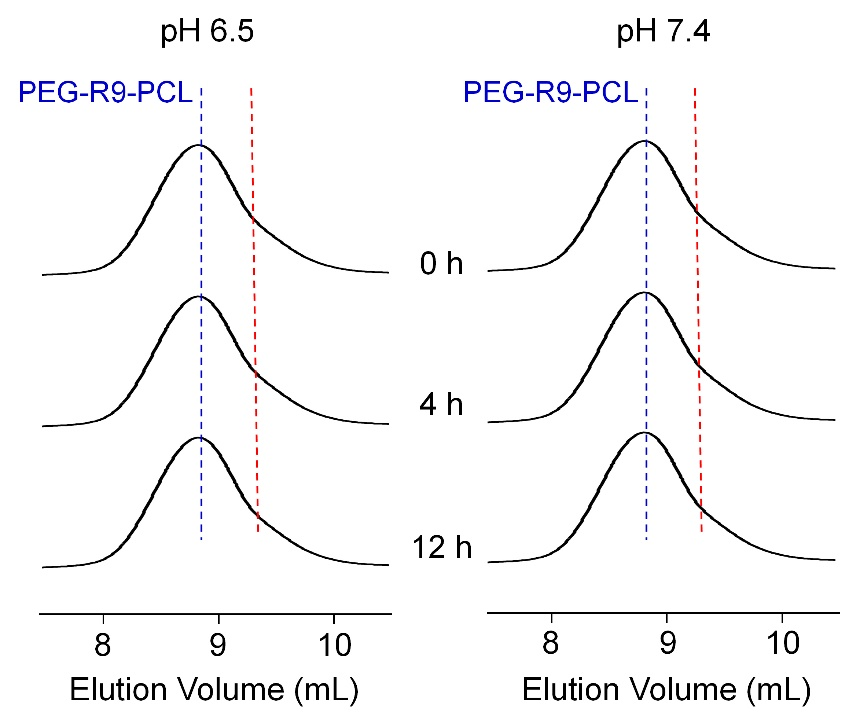 pH 6.5
pH 7.4
PEG-R9-PCL
PEG-R9-PCL
0 h
4 h
12 h
8 9 10
8 9 10
Elution Volume (mL)
Elution Volume (mL)